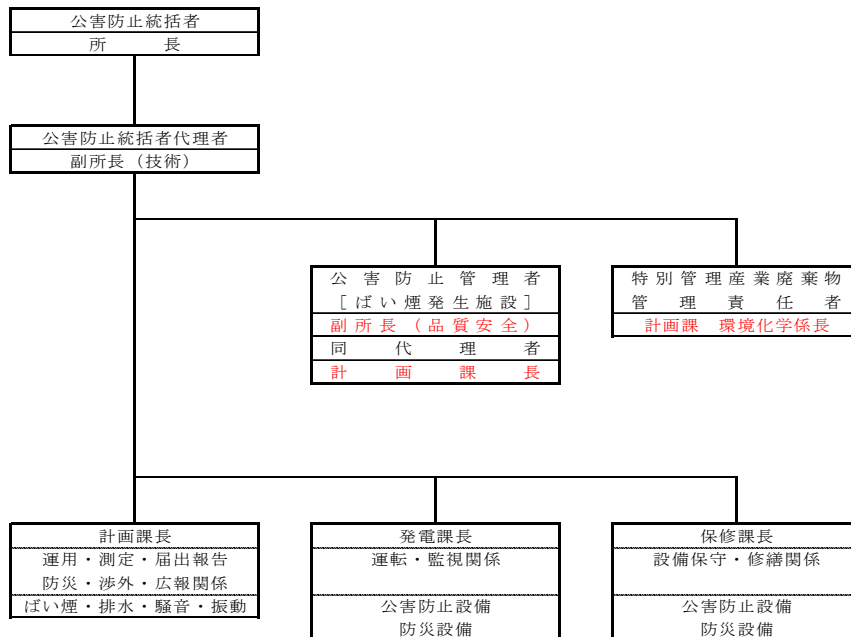 公害防止統括者
所長
公害防止統括者代理者
副所長（技術）
公害防止管理者
［ばい煙発生施設］
副所長（品質安全）
同代理者
計画課長
特別管理産業廃棄物
管理責任者
計画課　環境化学係長
計画課長
運用・測定・届出報告
防災・渉外・広報関係
ばい煙・排水・騒音・振動
発電課長
運転・監視関係
公害防止設備
防災設備
保修課長
設備保守・修繕関係
公害防止設備
防災設備